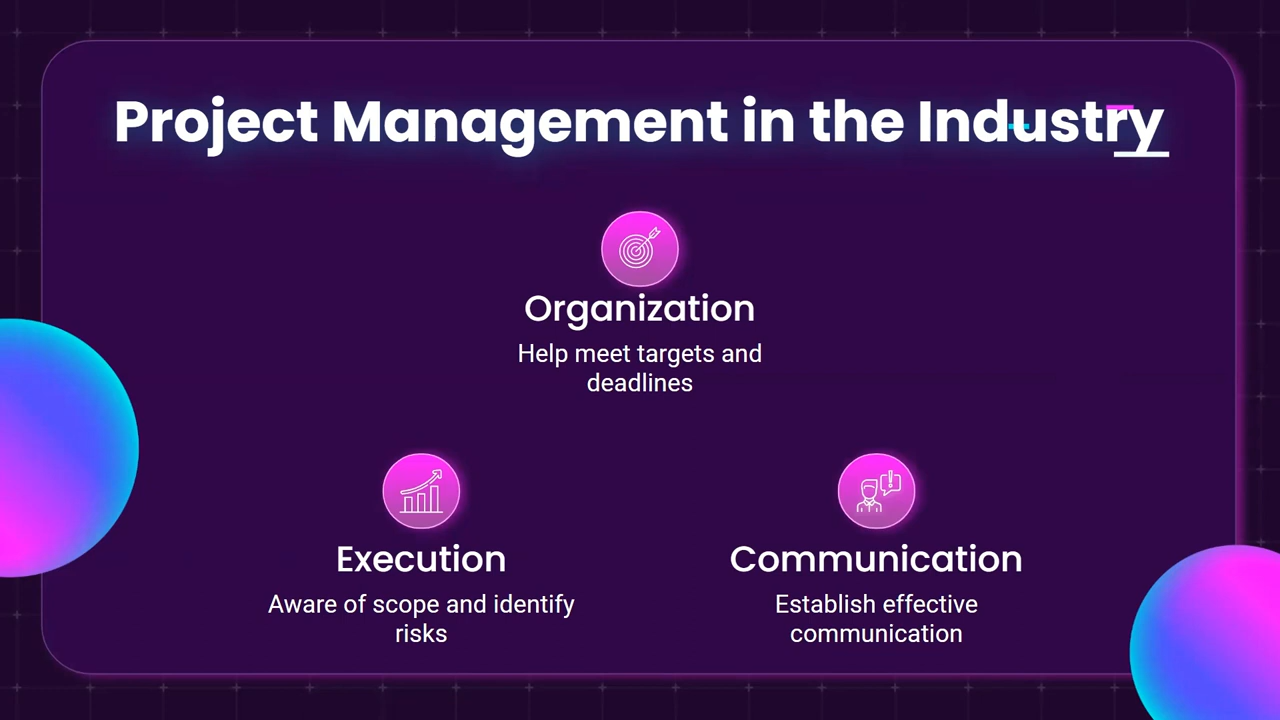 Project Management in the Industry
Organization
Help meet targets and
deadlines
Execution
Aware of scope and identify
risks
Communication
Establish effective
communication